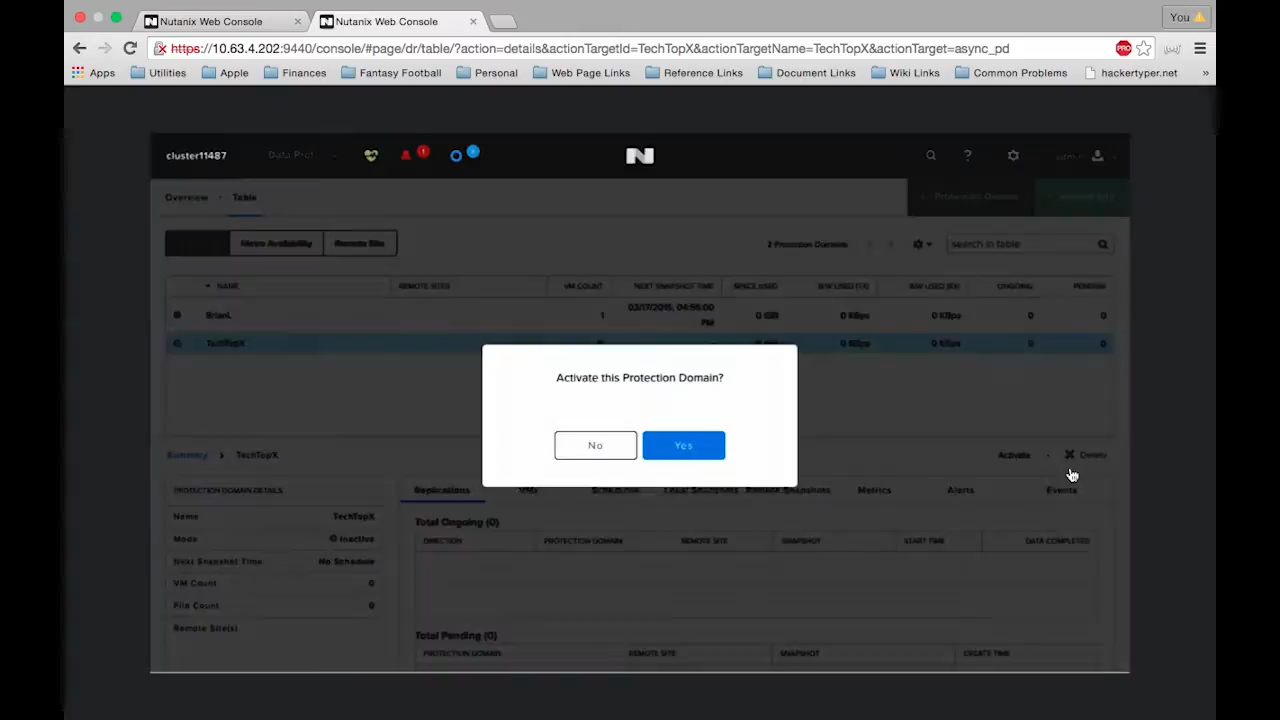 Nutanix Web Console
Nutanix Web Console
You
https://10.63.4.202:9440/console/#page/dr/table/?action=details&actionTargetId=TechTopX&actionTargetName=TechTopX&actionTarget=async_pd
PRO
Apps Utilities Apple Finances Fantasy Football Personal Web Page Links Reference Links Document Links Wiki Links Common Problems hackertyper.net »
cluster11487 Data Prot N ? admin
Overview · Table Protection Domain
Metro Availability Remote Site 2 Protection Domains search in table
NAME REMOTE SITES VM COUNT NEXT SNAPSHOT TIME SPACE USED B/W USED (TX) B/W USED (RX) ONGOING PENDING
BrianL 1 03/17/2015, 04:56:00 PM 0 GiB 0 KBps 0 KBps 0 0
TechTopX 0 KBps 0 KBps 0 0
Activate this Protection Domain?
No Yes
Summary > TechTopX Activate Delete
PROTECTION DOMAIN DETAILS
Name TechTopX
Mode Inactive
Next Snapshot Time No Schedule
VM Count 0
File Count 0
Remote Site(s)
Replications VMs Schedules Local Snapshots Remote Snapshots Metrics Alerts Events
Total Ongoing (0)
DIRECTION PROTECTION DOMAIN REMOTE SITE SNAPSHOT START TIME DATA COMPLETED
Total Pending (0)
PROTECTION DOMAIN REMOTE SITE SNAPSHOT CREATE TIME